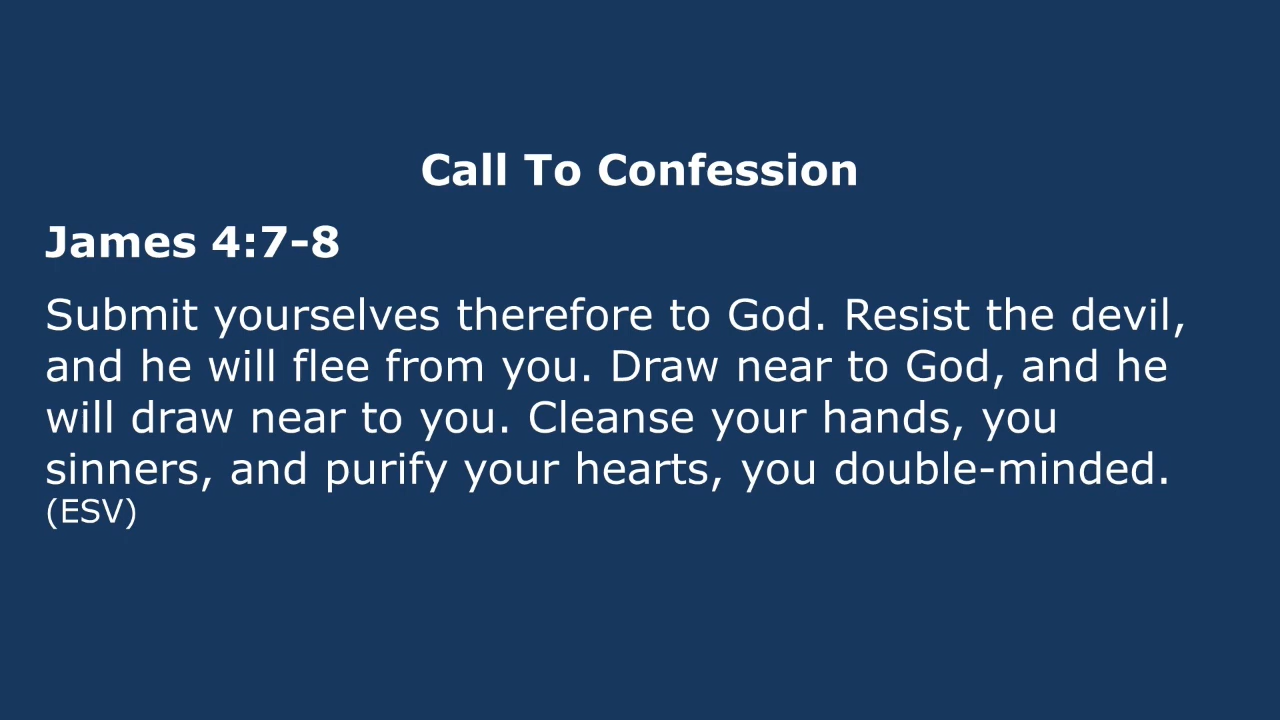 Call To Confession
James 4:7-8
Submit yourselves therefore to God. Resist the devil,
and he will flee from you. Draw near to God, and he
will draw near to you. Cleanse your hands, you
sinners, and purify your hearts, you double-minded.
(ESV)